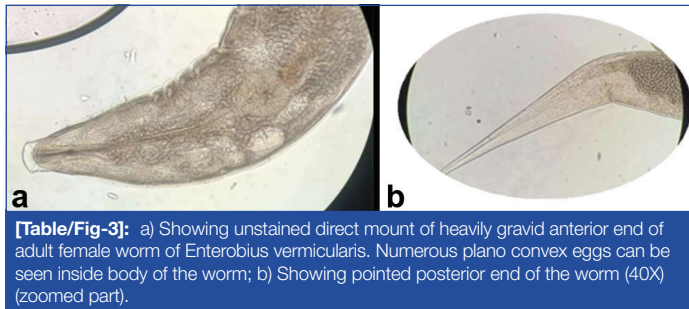 a
b
[Table/Fig-3]: a) Showing unstained direct mount of heavily gravid anterior end of
adult female worm of Enterobius vermicularis. Numerous plano convex eggs can be
seen inside body of the worm; b) Showing pointed posterior end of the worm (40X)
(zoomed part).